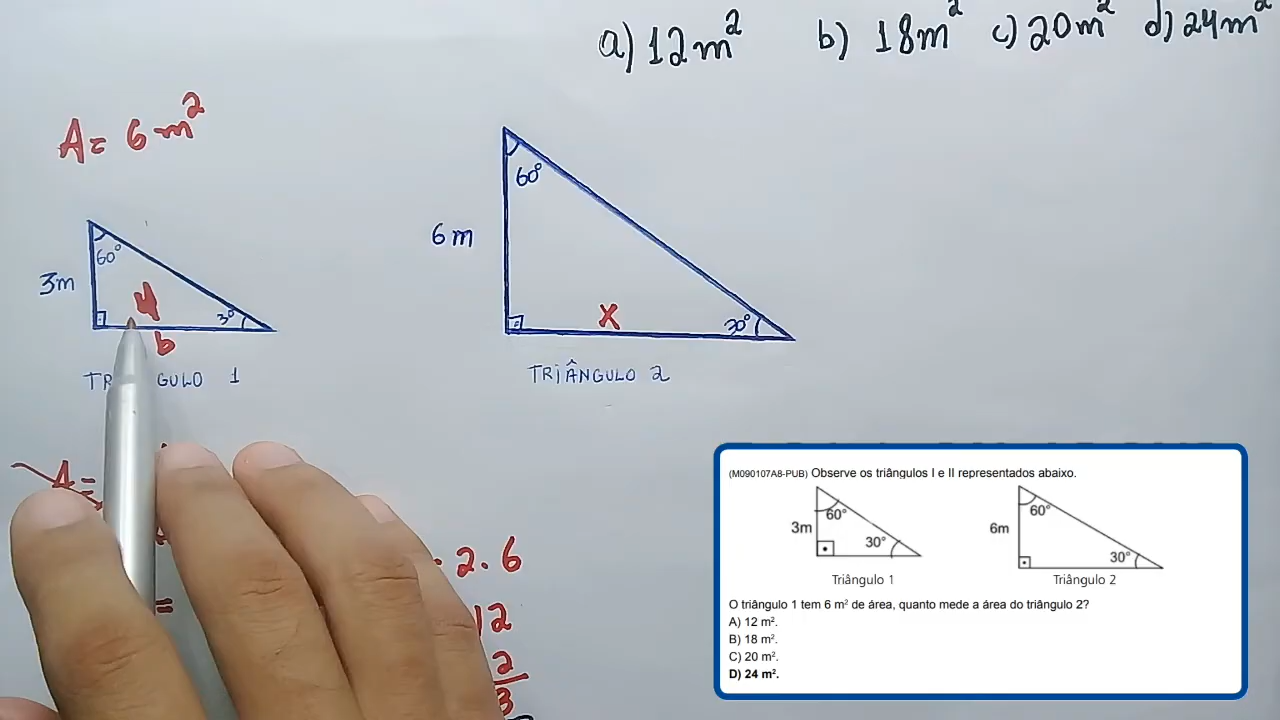 a) 12m² b) 18m² c) 20m² d) 24m²
A= 6m²
60°
3m
4
30°
b
GULO 1
60°
6m
x
30°
TRIÂNGULO 2
A=
=
2.6
12
2
3
(M090107A8-PUB) Observe os triângulos I e II representados abaixo.
60°
3m
30°
Triângulo 1
60°
6m
30°
Triângulo 2
O triângulo 1 tem 6 m² de área, quanto mede a área do triângulo 2?
A) 12 m².
B) 18 m².
C) 20 m².
D) 24 m².